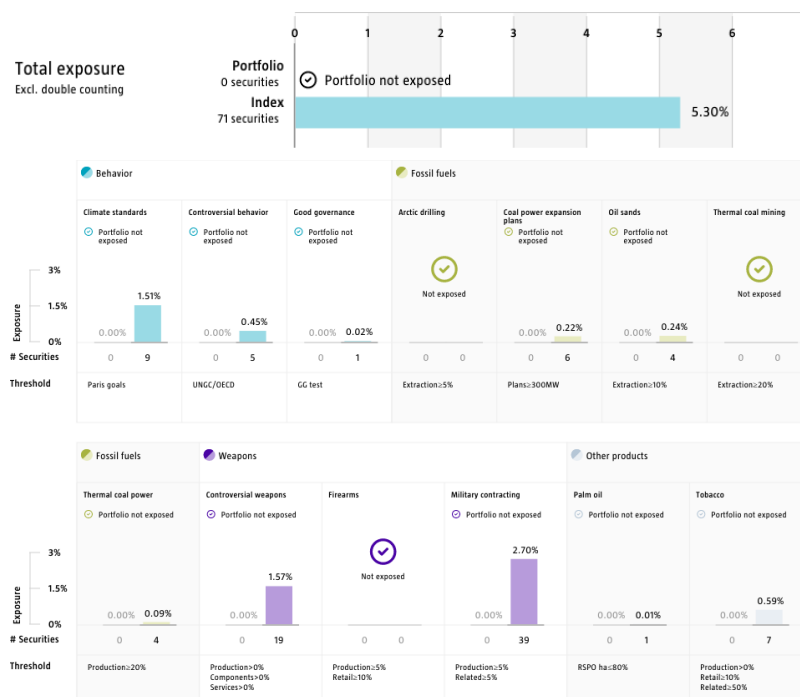 0 1 2 3 4 5 6
Total exposure
Excl. double counting
Portfolio
0 securities
Portfolio not exposed
Index
71 securities
5.30%
Behavior
Fossil fuels
Climate standards
Controversial behavior
Good governance
Arctic drilling
Coal power expansion
plans
Oil sands
Thermal coal mining
Portfolio not
exposed
Portfolio not
exposed
Portfolio not
exposed
Not exposed
Portfolio not
exposed
Portfolio not
exposed
Not exposed
Exposure
3%
1.5%
0%
0.00% 1.51%
0.00% 0.45%
0.00% 0.02%
0.00% 0.22%
0.00% 0.24%
# Securities 0 9 0 5 0 1 0 0 0 6 0 4 0 0
Threshold Paris goals UNGC/OECD GG test Extraction≥5% Plans≥300MW Extraction≥10% Extraction≥20%
Fossil fuels
Weapons
Other products
Thermal coal power
Controversial weapons
Firearms
Military contracting
Palm oil
Tobacco
Portfolio not exposed
Portfolio not exposed
Not exposed
Portfolio not exposed
Portfolio not exposed
Portfolio not exposed
Exposure
3%
1.5%
0%
0.00% 0.09%
0.00% 1.57%
0.00% 2.70%
0.00% 0.01%
0.00% 0.59%
# Securities 0 4 0 19 0 0 0 39 0 1 0 7
Threshold
Production≥20%
Production>0%
Components>0%
Services>0%
Production≥5%
Retail≥10%
Production≥5%
Related≥5%
RSPO ha≤80%
Production>0%
Retail≥10%
Related≥50%